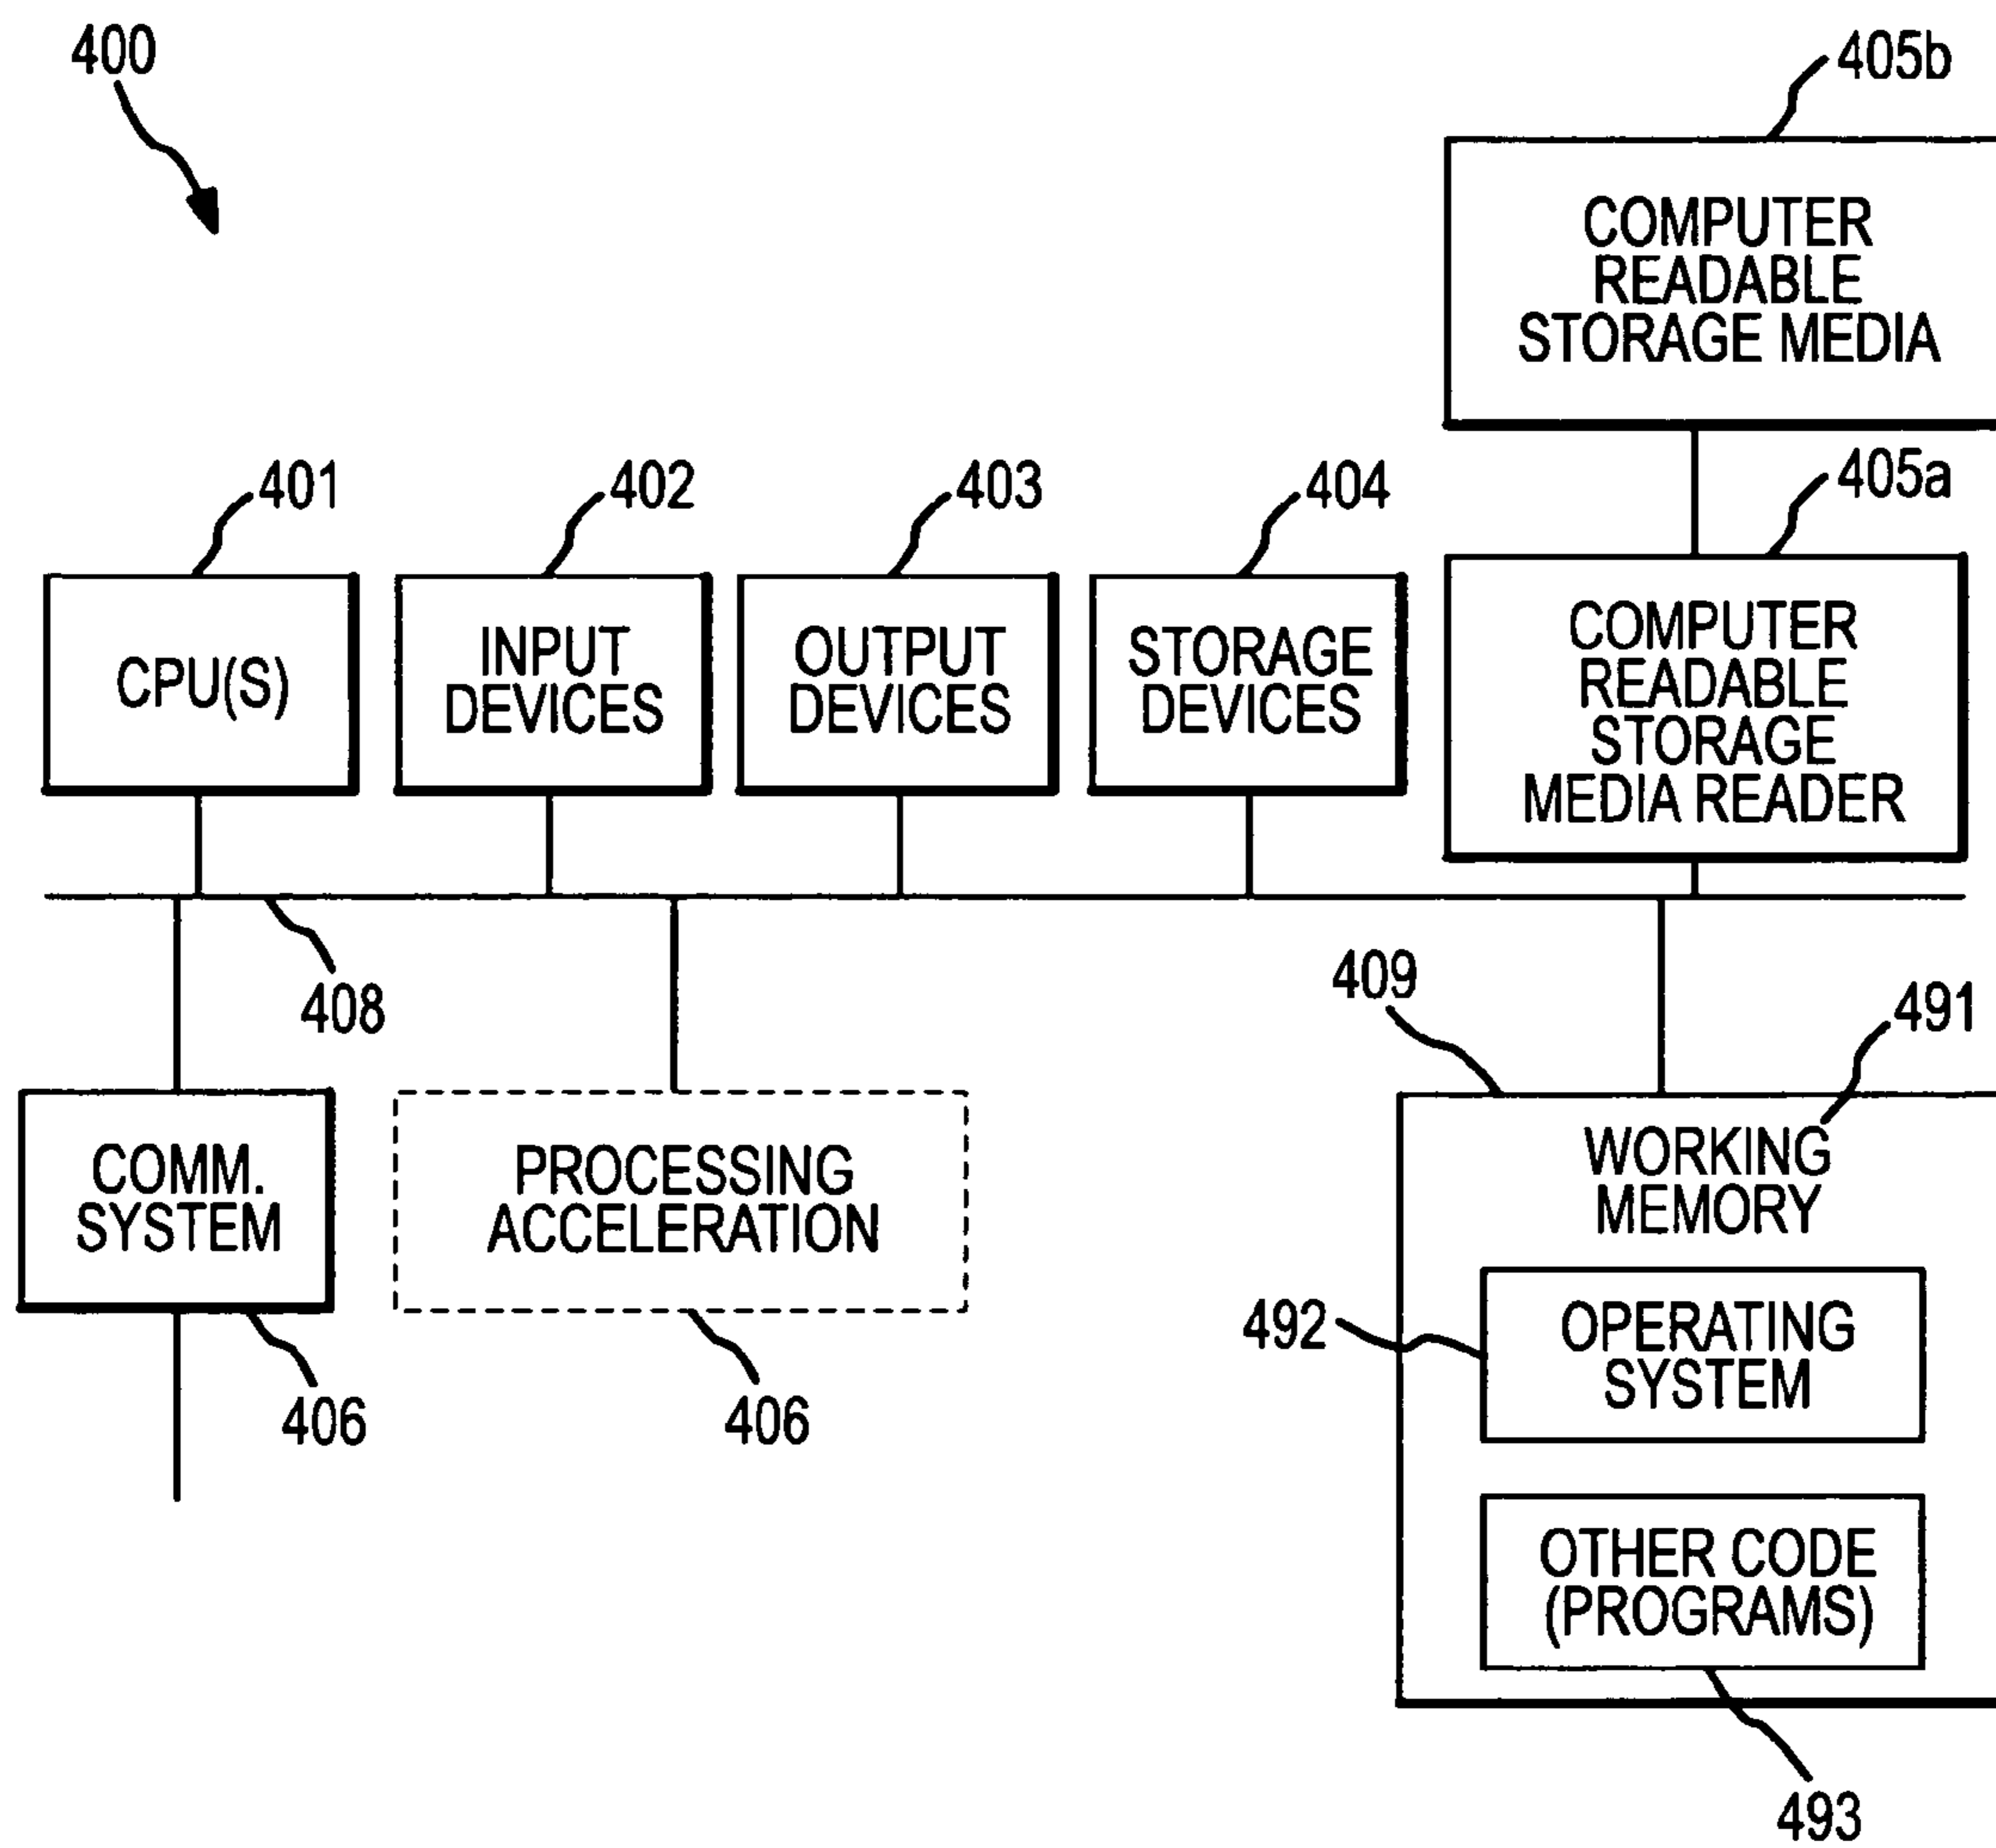 400
405b
COMPUTER
READABLE
STORAGE MEDIA
401
402
403
404
405a
CPU(S)
INPUT
DEVICES
OUTPUT
DEVICES
STORAGE
DEVICES
COMPUTER
READABLE
STORAGE
MEDIA READER
408
409
491
COMM.
SYSTEM
PROCESSING
ACCELERATION
WORKING
MEMORY
406
406
492
OPERATING
SYSTEM
OTHER CODE
(PROGRAMS)
493